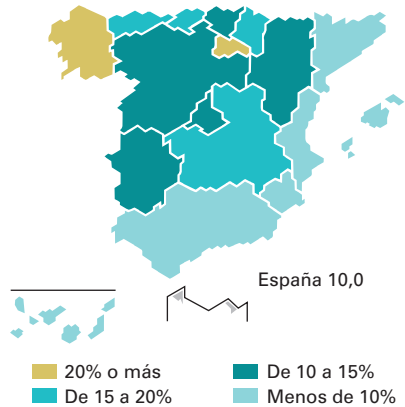 España 10,0
20% o más
De 10 a 15%
De 15 a 20%
Menos de 10%